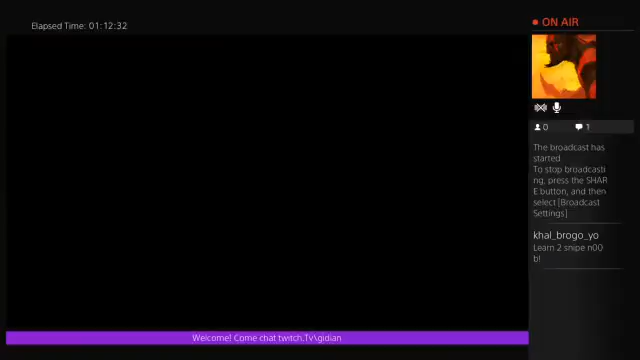 Elapsed Time: 01:12:32
ON AIR
0
1
The broadcast has
started
To stop broadcasti
ng, press the SHAR
E button, and then
select [Broadcast
Settings]
khal_brogo_yo
Learn 2 snipe n00
b!
Welcome! Come chat twitch.Tv\gidian